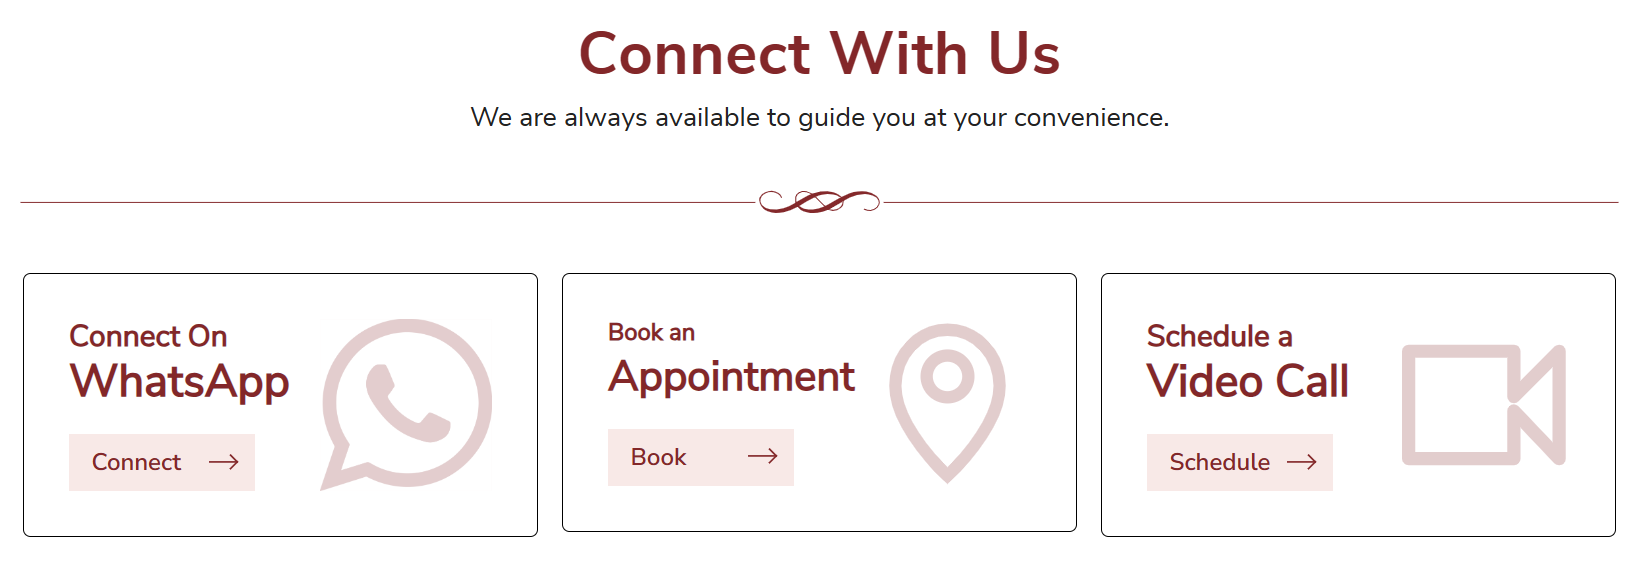 Connect With Us
We are always available to guide you at your convenience.
Connect On
WhatsApp
Connect
Book an
Appointment
Book
Schedule a
Video Call
Schedule